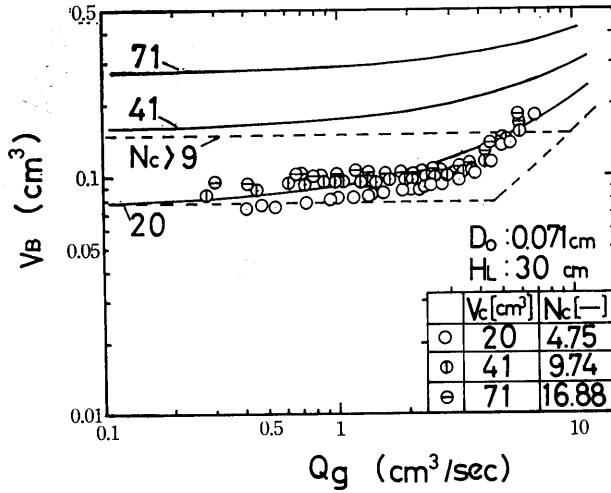 0.5
71
41
Nc>9
0.1
20
0.05
0.01
VB (cm³)
Do :0.071cm
HL : 30 cm
Vc[cm³] Nc[—]
20 4.75
41 9.74
71 16.88
0.1 0.5 1 5 10
Qg (cm³/sec)